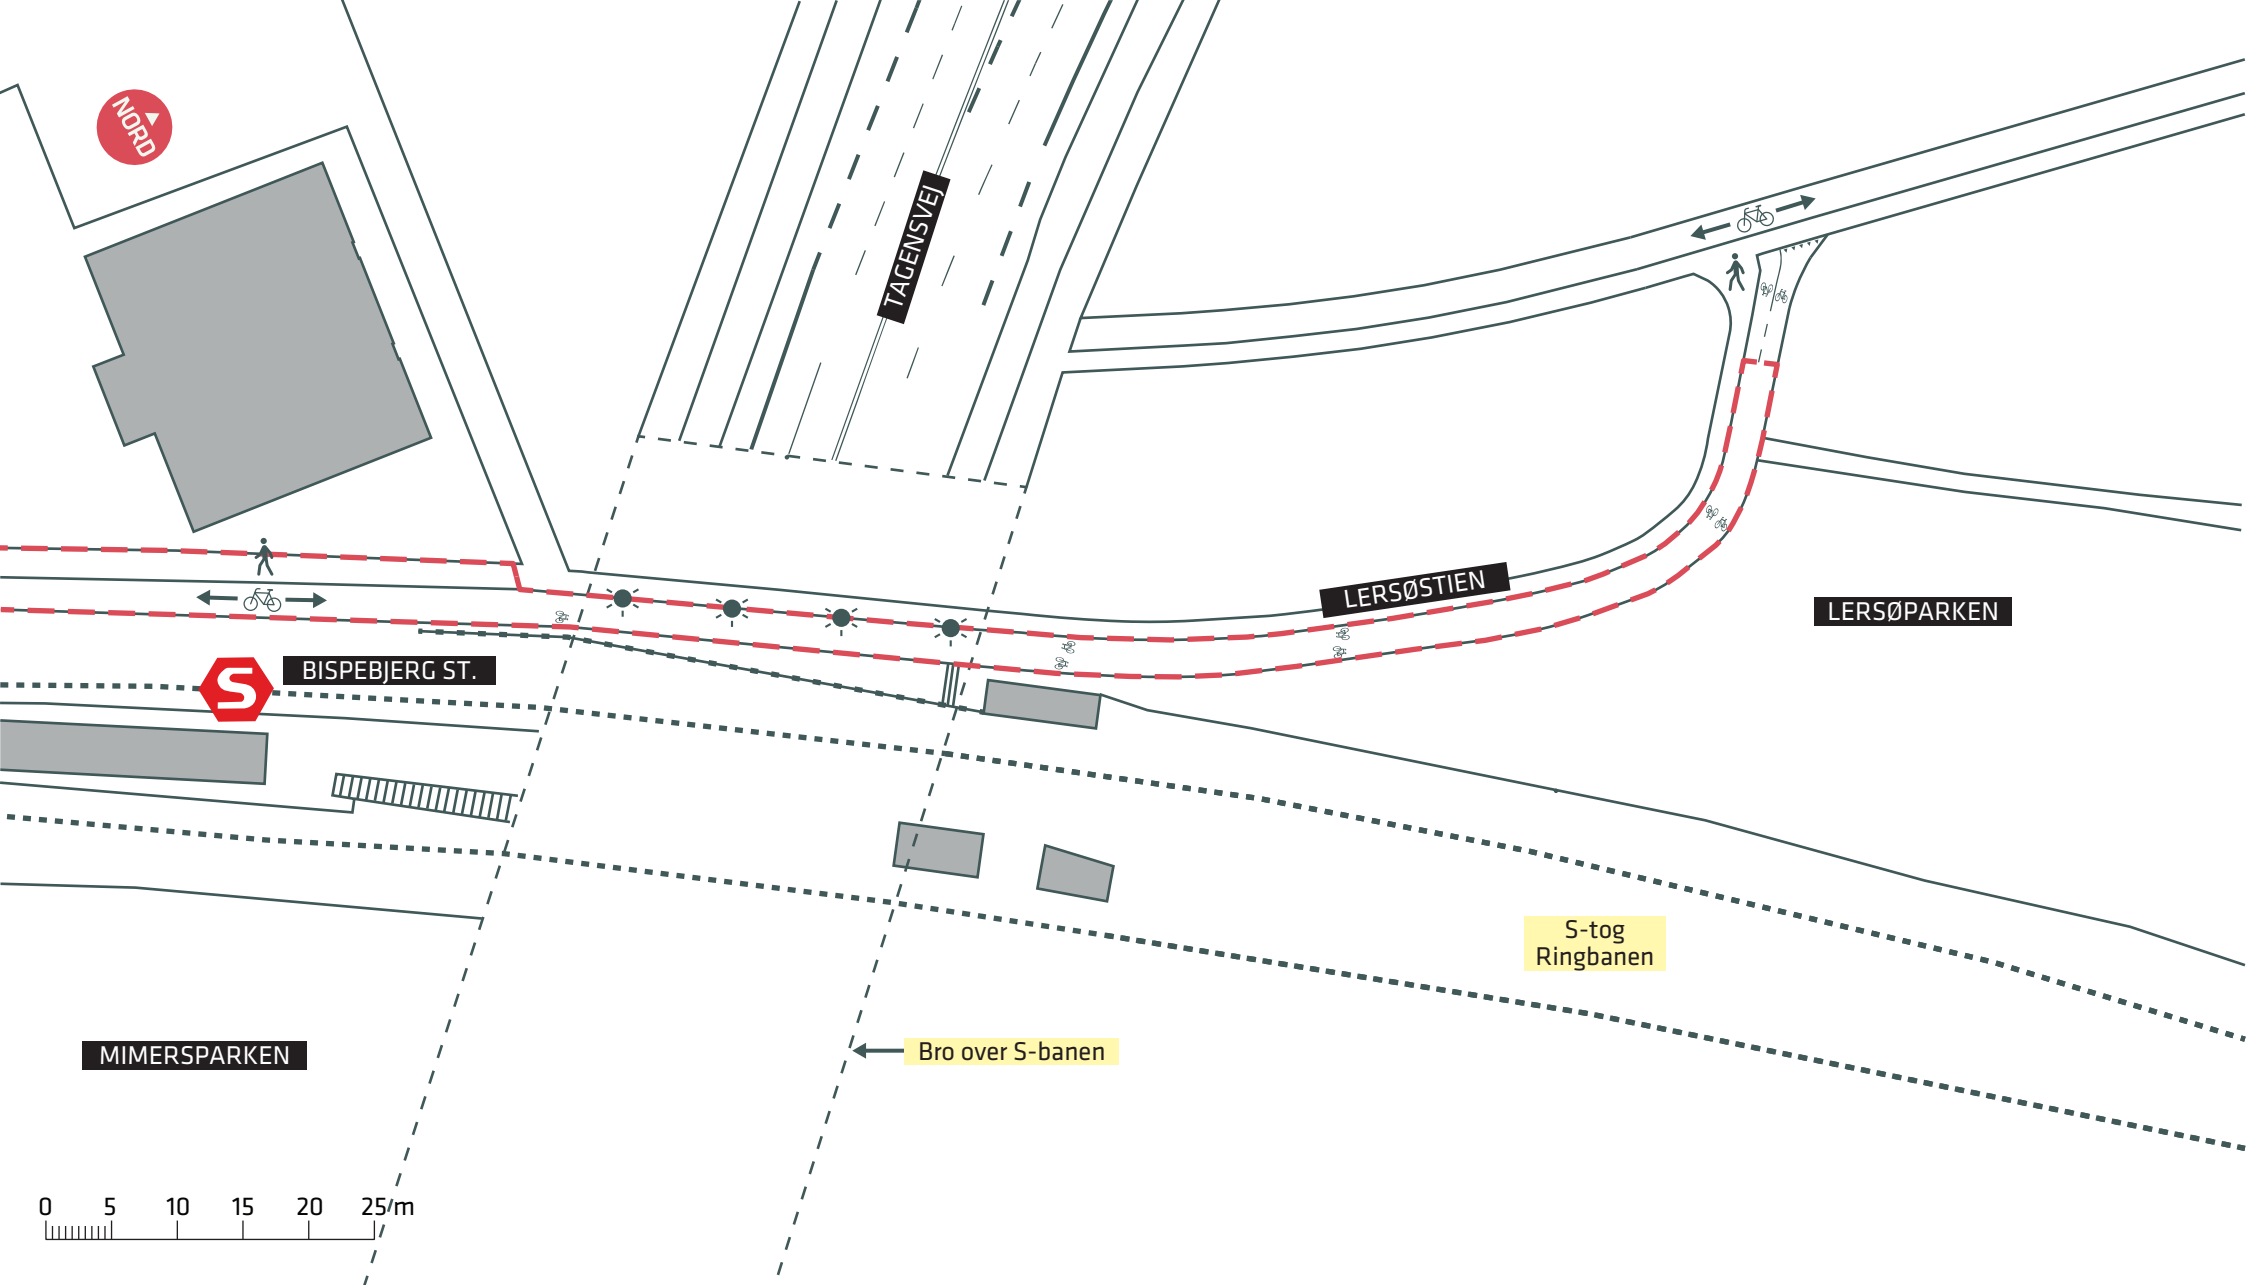 NORD
TAGENSVEJ
LERSØSTIEN
LERSØPARKEN
S
BISPEBJERG ST.
S-tog
Ringbanen
Bro over S-banen
MIMERSPARKEN
0 5 10 15 20 25 m